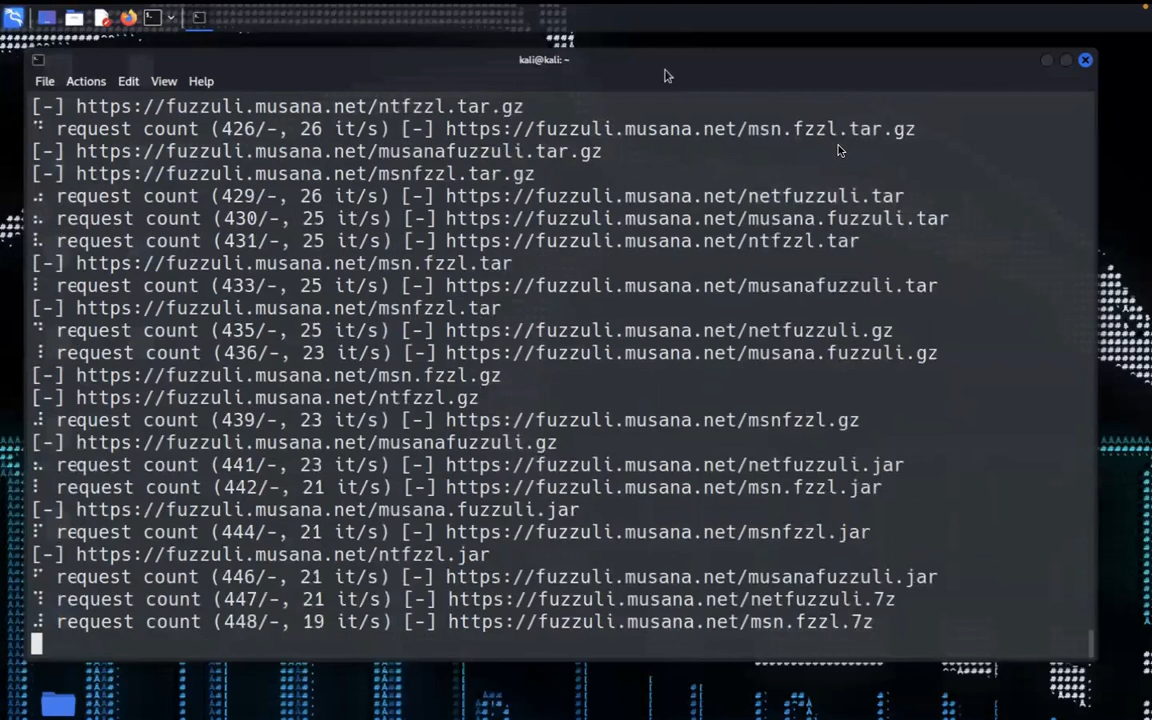 kali@kali: ~
File Actions Edit View Help
[-] https://fuzzuli.musana.net/ntfzzl.tar.gz
request count (426/-, 26 it/s) [-] https://fuzzuli.musana.net/msn.fzzl.tar.gz
[-] https://fuzzuli.musana.net/musanafuzzuli.tar.gz
[-] https://fuzzuli.musana.net/msnfzzl.tar.gz
request count (429/-, 26 it/s) [-] https://fuzzuli.musana.net/netfuzzuli.tar
request count (430/-, 25 it/s) [-] https://fuzzuli.musana.net/musana.fuzzuli.tar
request count (431/-, 25 it/s) [-] https://fuzzuli.musana.net/ntfzzl.tar
[-] https://fuzzuli.musana.net/msn.fzzl.tar
request count (433/-, 25 it/s) [-] https://fuzzuli.musana.net/musanafuzzuli.tar
[-] https://fuzzuli.musana.net/msnfzzl.tar
request count (435/-, 25 it/s) [-] https://fuzzuli.musana.net/netfuzzuli.gz
request count (436/-, 23 it/s) [-] https://fuzzuli.musana.net/musana.fuzzuli.gz
[-] https://fuzzuli.musana.net/msn.fzzl.gz
[-] https://fuzzuli.musana.net/ntfzzl.gz
request count (439/-, 23 it/s) [-] https://fuzzuli.musana.net/msnfzzl.gz
[-] https://fuzzuli.musana.net/musanafuzzuli.gz
request count (441/-, 23 it/s) [-] https://fuzzuli.musana.net/netfuzzuli.jar
request count (442/-, 21 it/s) [-] https://fuzzuli.musana.net/msn.fzzl.jar
[-] https://fuzzuli.musana.net/musana.fuzzuli.jar
request count (444/-, 21 it/s) [-] https://fuzzuli.musana.net/msnfzzl.jar
[-] https://fuzzuli.musana.net/ntfzzl.jar
request count (446/-, 21 it/s) [-] https://fuzzuli.musana.net/musanafuzzuli.jar
request count (447/-, 21 it/s) [-] https://fuzzuli.musana.net/netfuzzuli.7z
request count (448/-, 19 it/s) [-] https://fuzzuli.musana.net/msn.fzzl.7z